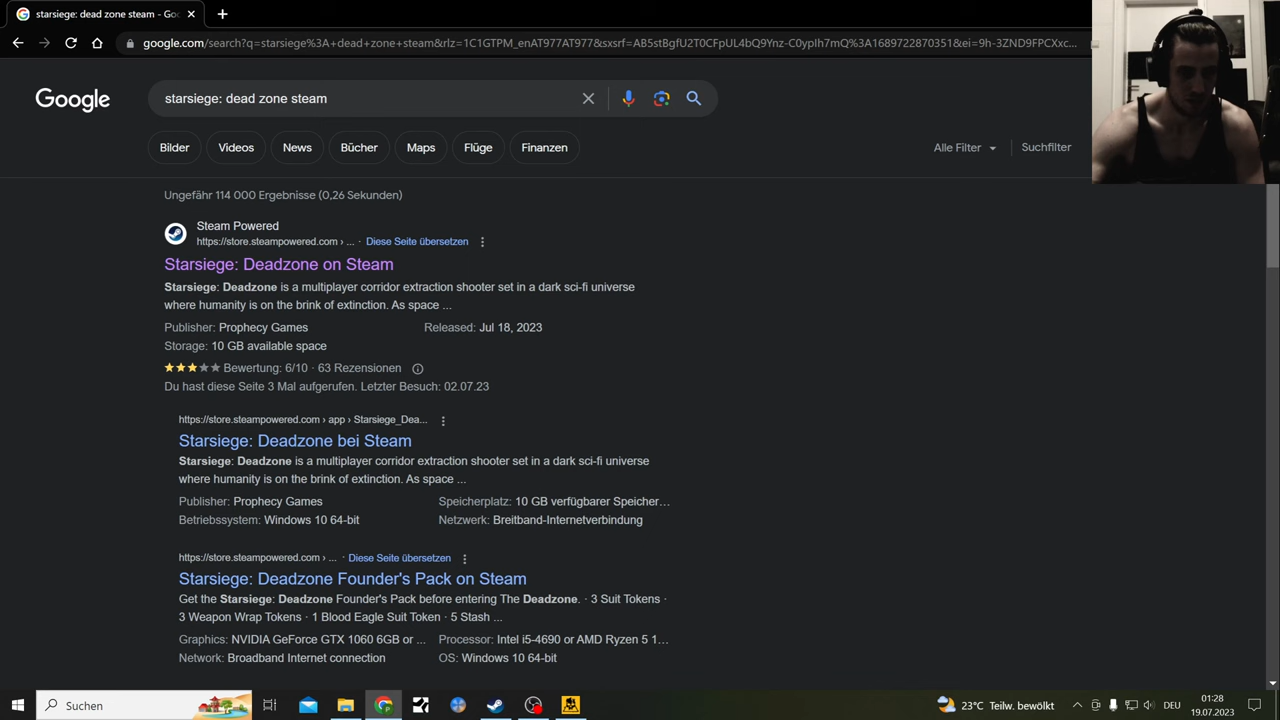 starsiege: dead zone steam - Goo
google.com/search?q=starsiege%3A+dead+zone+steam&rlz=1C1GTPM_enAT977AT977&sxsrf=AB5stBgfU2T0CFpUL4bQ9Ynz-C0ypIh7mQ%3A1689722870351&ei=9h-3ZND9FPCXxc...
Google
starsiege: dead zone steam
Bilder
Videos
News
Bücher
Maps
Flüge
Finanzen
Alle Filter
Suchfilter
Ungefähr 114 000 Ergebnisse (0,26 Sekunden)
Steam Powered
https://store.steampowered.com › ... · Diese Seite übersetzen
Starsiege: Deadzone on Steam
Starsiege: Deadzone is a multiplayer corridor extraction shooter set in a dark sci-fi universe
where humanity is on the brink of extinction. As space ...
Publisher: Prophecy Games
Released: Jul 18, 2023
Storage: 10 GB available space
Bewertung: 6/10 · 63 Rezensionen
Du hast diese Seite 3 Mal aufgerufen. Letzter Besuch: 02.07.23
https://store.steampowered.com › app › Starsiege_Dea...
Starsiege: Deadzone bei Steam
Starsiege: Deadzone is a multiplayer corridor extraction shooter set in a dark sci-fi universe
where humanity is on the brink of extinction. As space ...
Publisher: Prophecy Games
Speicherplatz: 10 GB verfügbarer Speicher...
Betriebssystem: Windows 10 64-bit
Netzwerk: Breitband-Internetverbindung
https://store.steampowered.com › ... · Diese Seite übersetzen
Starsiege: Deadzone Founder's Pack on Steam
Get the Starsiege: Deadzone Founder's Pack before entering The Deadzone. · 3 Suit Tokens ·
3 Weapon Wrap Tokens · 1 Blood Eagle Suit Token · 5 Stash ...
Graphics: NVIDIA GeForce GTX 1060 6GB or ...
Processor: Intel i5-4690 or AMD Ryzen 5 1...
Network: Broadband Internet connection
OS: Windows 10 64-bit
Suchen
23°C Teilw. bewölkt
DEU
01:28
19.07.2023